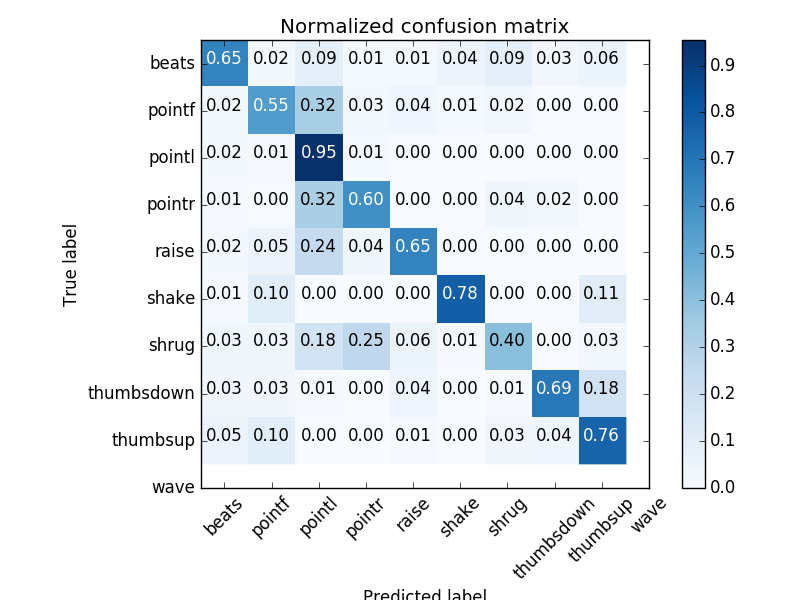 Normalized confusion matrix
beats 0.65 0.02 0.09 0.01 0.01 0.04 0.09 0.03 0.06
pointf 0.02 0.55 0.32 0.03 0.04 0.01 0.02 0.00 0.00
pointl 0.02 0.01 0.95 0.01 0.00 0.00 0.00 0.00 0.00
pointr 0.01 0.00 0.32 0.60 0.00 0.00 0.04 0.02 0.00
raise 0.02 0.05 0.24 0.04 0.65 0.00 0.00 0.00 0.00
shake 0.01 0.10 0.00 0.00 0.00 0.78 0.00 0.00 0.11
shrug 0.03 0.03 0.18 0.25 0.06 0.01 0.40 0.00 0.03
thumbsdown 0.03 0.03 0.01 0.00 0.04 0.00 0.01 0.69 0.18
thumbsup 0.05 0.10 0.00 0.00 0.01 0.00 0.03 0.04 0.76
wave
beats pointf pointl pointr raise shake shrug thumbsdown thumbsup wave
True label
Predicted label
0.9
0.8
0.7
0.6
0.5
0.4
0.3
0.2
0.1
0.0